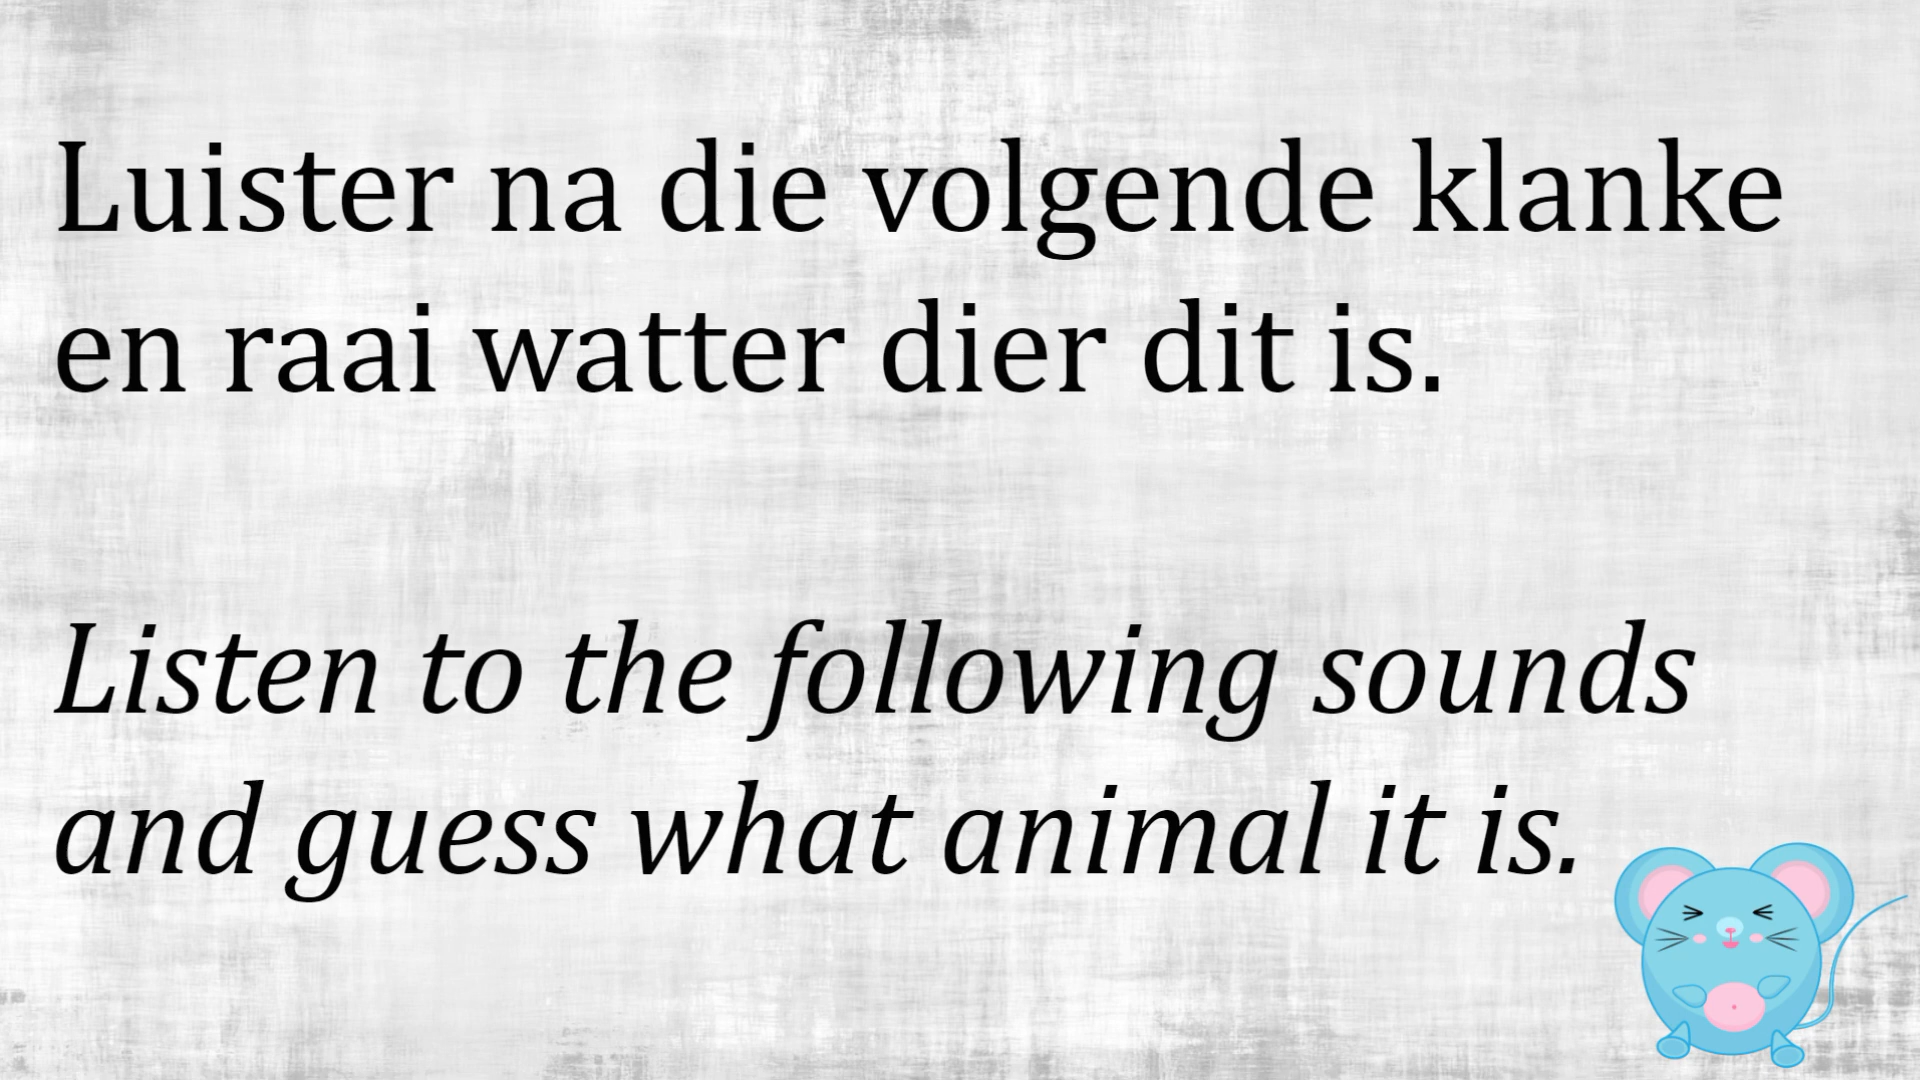 Luister na die volgende klanke
en raai watter dier dit is.
Listen to the following sounds
and guess what animal it is.